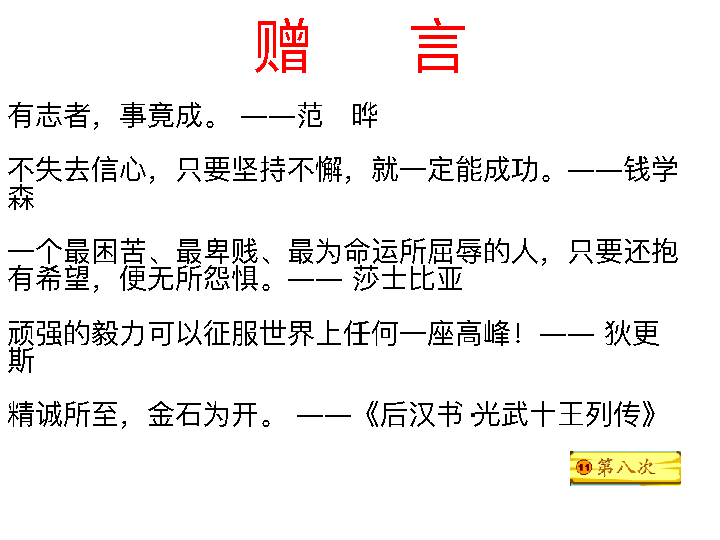 赠 言
有志者，事竟成。 ——范 晔
不失去信心，只要坚持不懈，就一定能成功。——钱学
森
一个最困苦、最卑贱、最为命运所屈辱的人，只要还抱
有希望，便无所怨惧。—— 莎士比亚
顽强的毅力可以征服世界上任何一座高峰！—— 狄更
斯
精诚所至，金石为开。 ——《后汉书·光武十王列传》
11 第八次